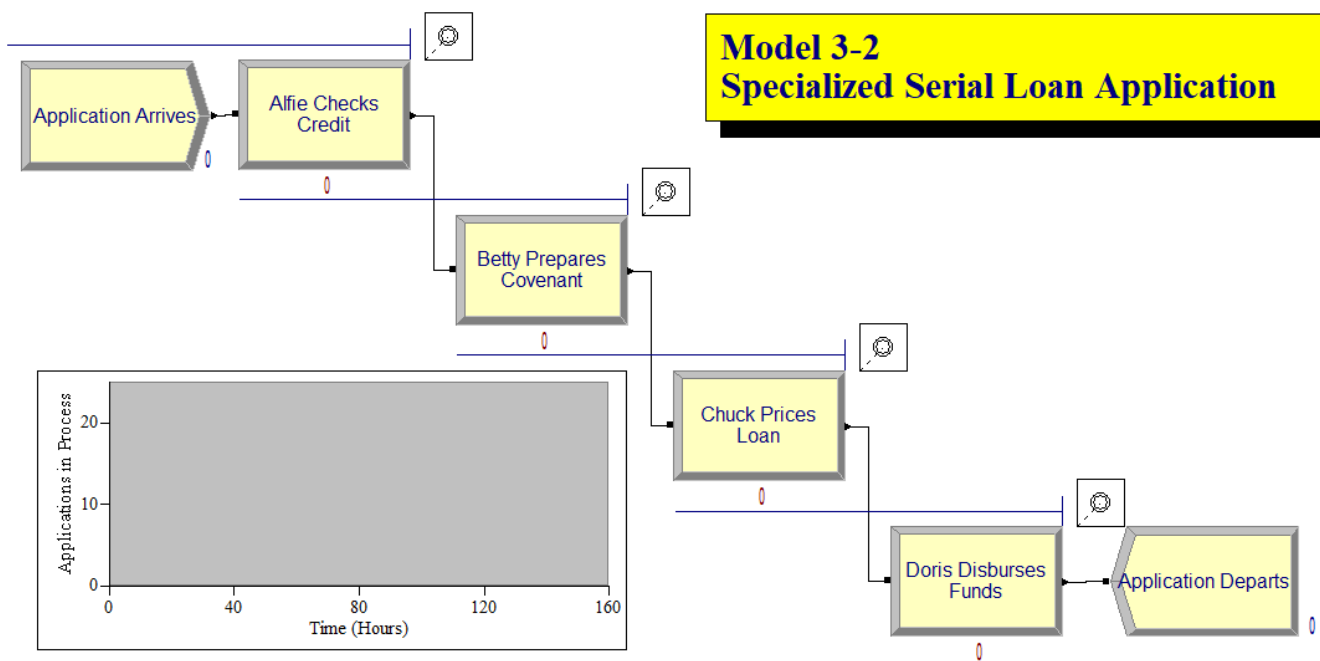 Model 3-2
Specialized Serial Loan Application
Application Arrives
0
Alfie Checks
Credit
0
Betty Prepares
Covenant
0
Chuck Prices
Loan
0
Doris Disburses
Funds
0
Application Departs
0
Applications in Process
20
10
0
0
40
80
120
160
Time (Hours)